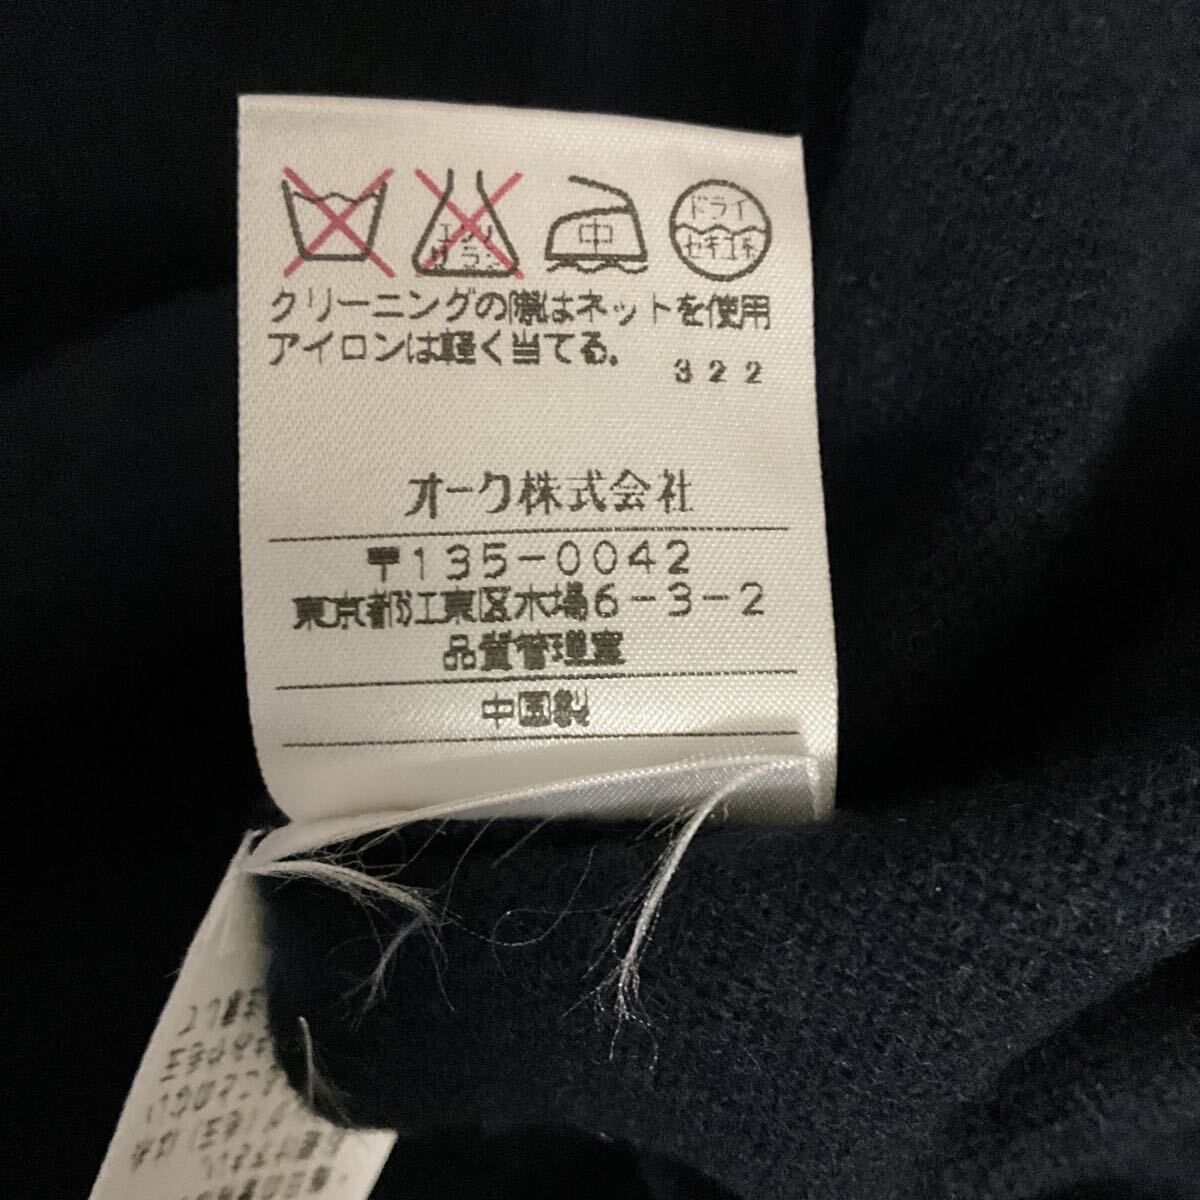 エンソ サラシ
中
ドライ
セキユ系
クリーニングの際はネットを使用
アイロンは軽く当てる。
322
オーク株式会社
〒135-0042
東京都江東区木場6-3-2
品質管理室
中国製